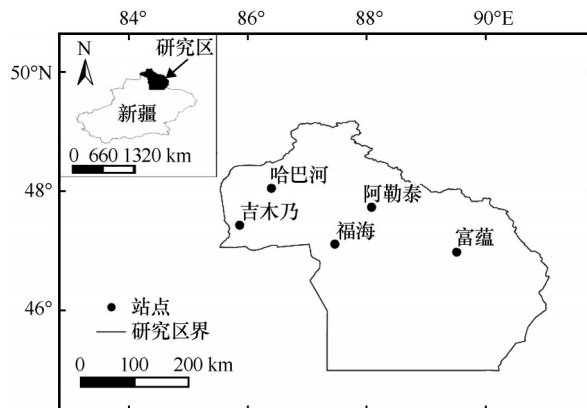 84°
86°
88°
90°E
50°N
48°
46°
N
研究区
新疆
0 660 1320 km
哈巴河
阿勒泰
吉木乃
福海
富蕴
站点
研究区界
0 100 200 km